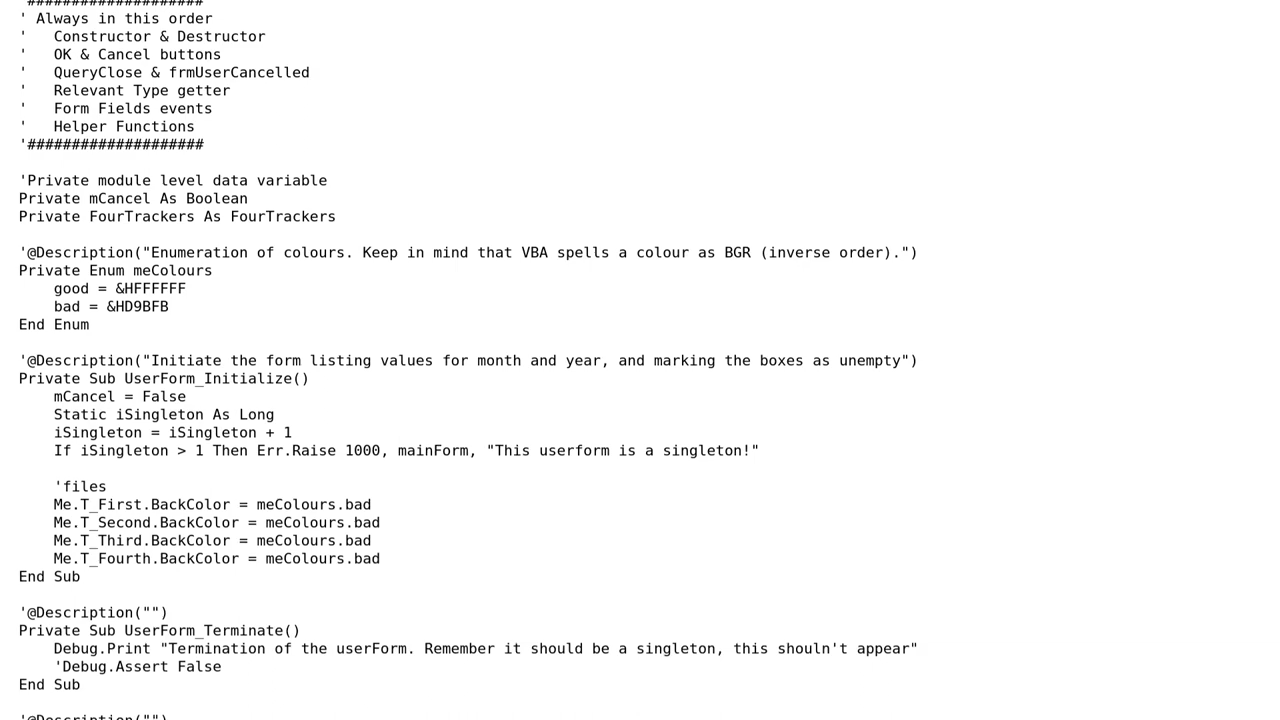 '####################
' Always in this order
'   Constructor & Destructor
'   OK & Cancel buttons
'   QueryClose & frmUserCancelled
'   Relevant Type getter
'   Form Fields events
'   Helper Functions
'####################

'Private module level data variable
Private mCancel As Boolean
Private FourTrackers As FourTrackers

'@Description("Enumeration of colours. Keep in mind that VBA spells a colour as BGR (inverse order).")
Private Enum meColours
    good = &HFFFFFF
    bad = &HD9BFB
End Enum

'@Description("Initiate the form listing values for month and year, and marking the boxes as unempty")
Private Sub UserForm_Initialize()
    mCancel = False
    Static iSingleton As Long
    iSingleton = iSingleton + 1
    If iSingleton > 1 Then Err.Raise 1000, mainForm, "This userform is a singleton!"

    'files
    Me.T_First.BackColor = meColours.bad
    Me.T_Second.BackColor = meColours.bad
    Me.T_Third.BackColor = meColours.bad
    Me.T_Fourth.BackColor = meColours.bad
End Sub

'@Description("")
Private Sub UserForm_Terminate()
    Debug.Print "Termination of the userForm. Remember it should be a singleton, this shouln't appear"
    'Debug.Assert False
End Sub

'@Description("")